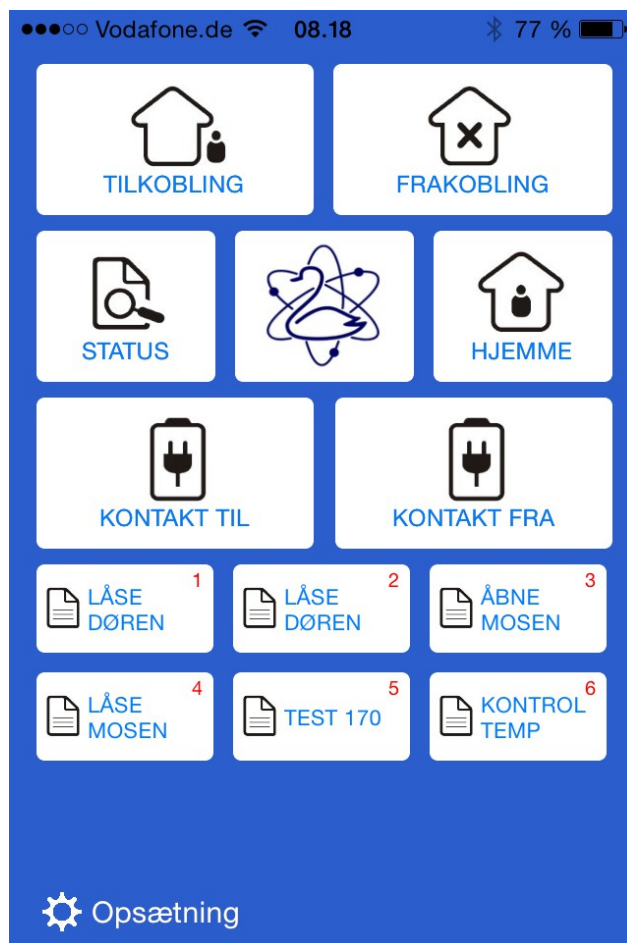 Vodafone.de 08.18 77 %
TILKOBLING FRAKOBLING
STATUS HJEMME
KONTAKT TIL KONTAKT FRA
1 2 3
LÅSE LÅSE ÅBNE
DØREN DØREN MOSEN
4 5 6
LÅSE TEST 170 KONTROL
MOSEN TEMP
Opsætning